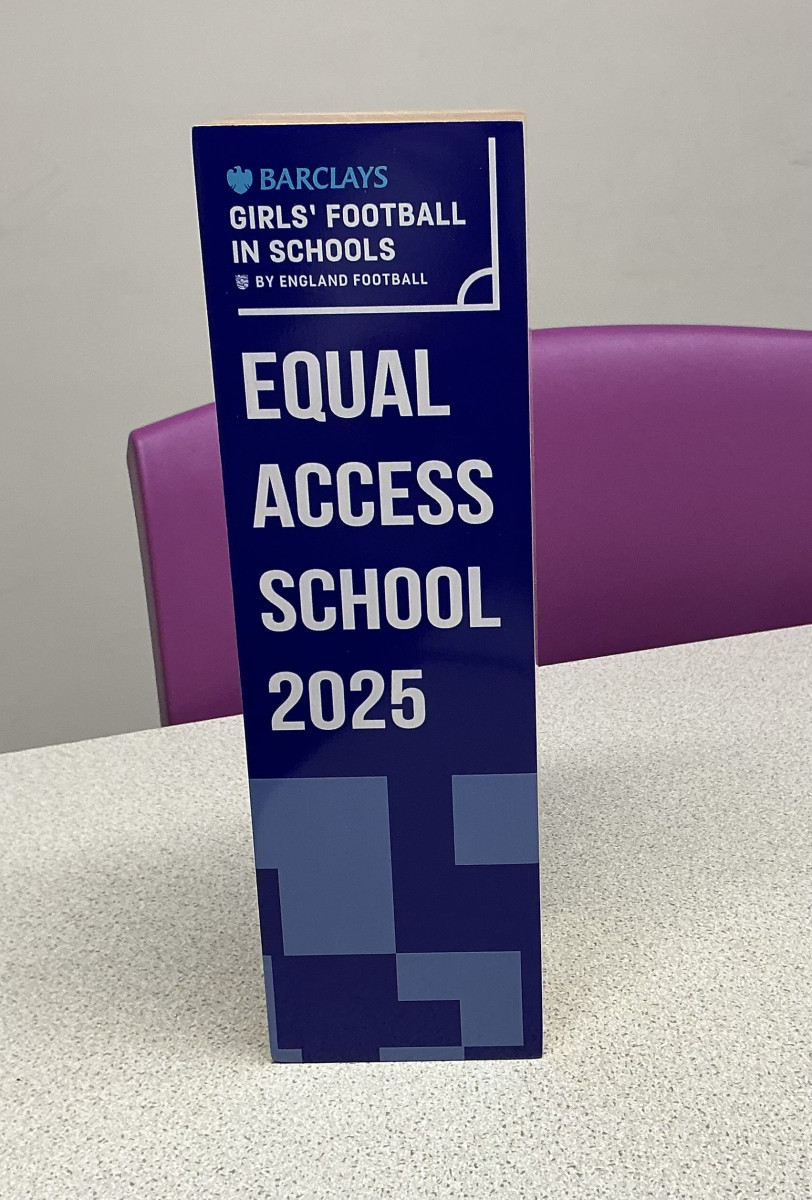 BARCLAYS
GIRLS' FOOTBALL
IN SCHOOLS
BY ENGLAND FOOTBALL
EQUAL
ACCESS
SCHOOL
2025